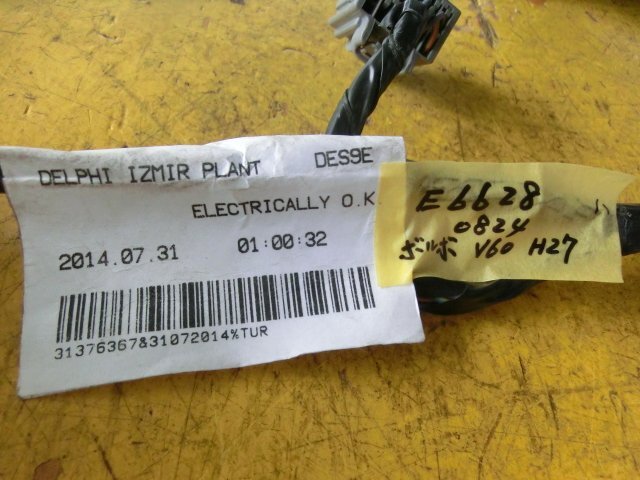 DELPHI IZMIR PLANT DES9E
ELECTRICALLY O.K.
2014.07.31 01:00:32
31376367&31072014%TUR
E6628
0824
ボルボ V60 H27